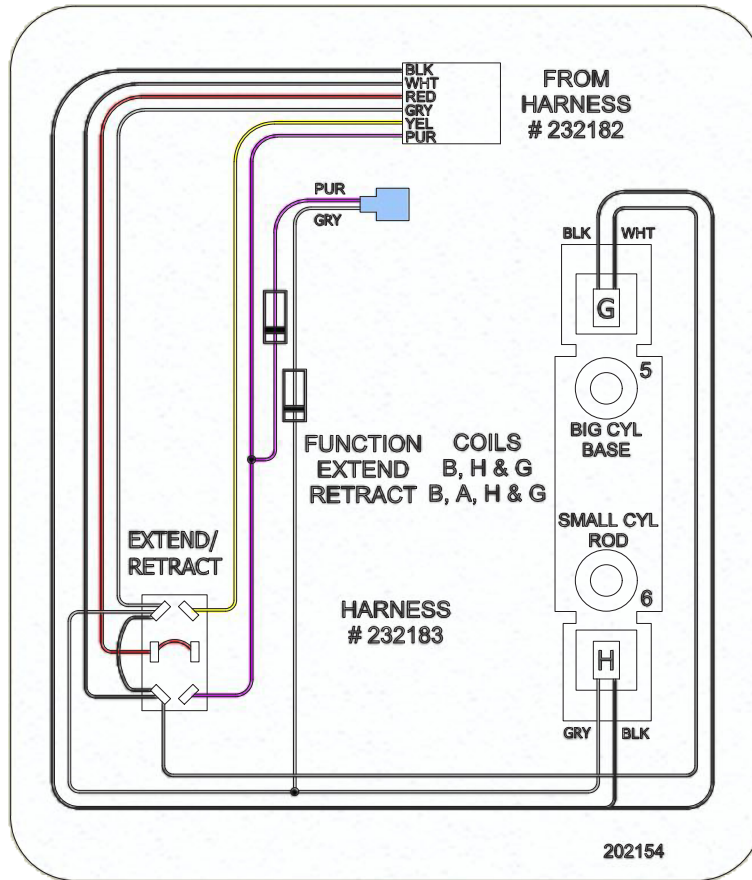 BLK
WHT
RED
GRY
YEL
PUR
FROM
HARNESS
# 232182
PUR
GRY
BLK WHT
G
5
BIG CYL
BASE
FUNCTION COILS
EXTEND B, H & G
RETRACT B, A, H & G
SMALL CYL
ROD
6
EXTEND/
RETRACT
HARNESS
# 232183
H
GRY BLK
202154